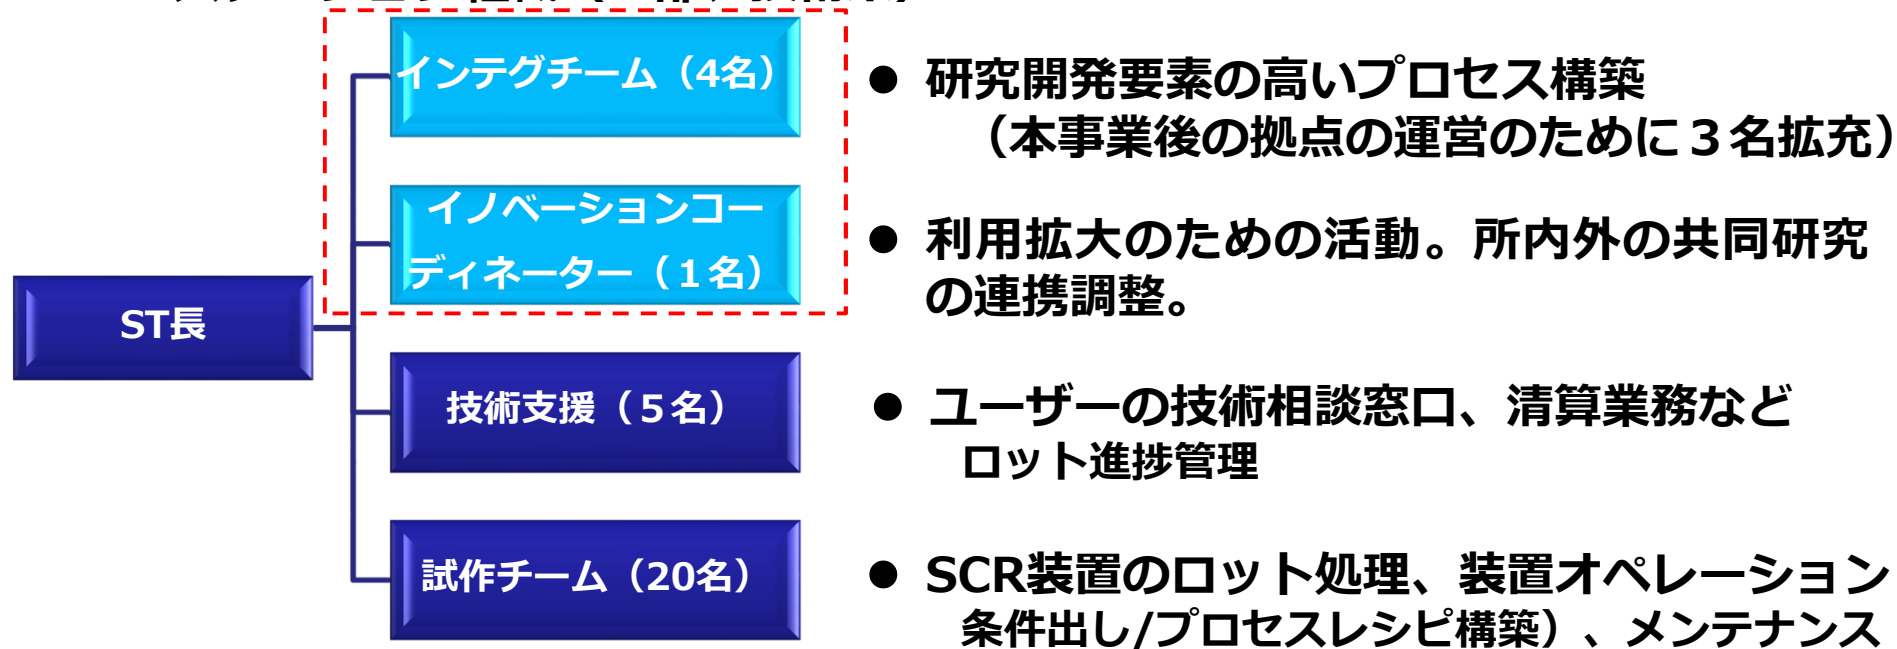 インテグチーム（4名）
● 研究開発要素の高いプロセス構築
（本事業後の拠点の運営のために３名拡充）
イノベーションコー
ディネーター（１名）
● 利用拡大のための活動。所内外の共同研究
の連携調整。
ST長
技術支援（５名）
● ユーザーの技術相談窓口、清算業務など
ロット進捗管理
試作チーム（20名）
● SCR装置のロット処理、装置オペレーション
条件出し/プロセスレシピ構築）、メンテナンス